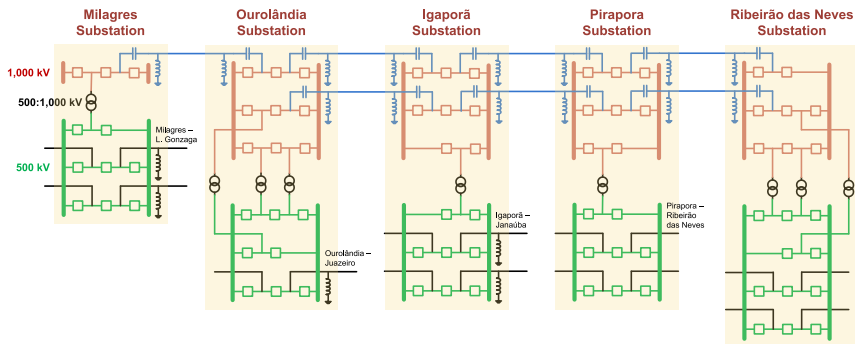 Milagres
Substation
Ourolândia
Substation
Igaporã
Substation
Pirapora
Substation
Ribeirão das Neves
Substation
1,000 kV
500:1,000 kV
500 kV
Milagres –
L. Gonzaga
Ourolândia –
Juazeiro
Igaporã –
Janaúba
Pirapora –
Ribeirão
das Neves